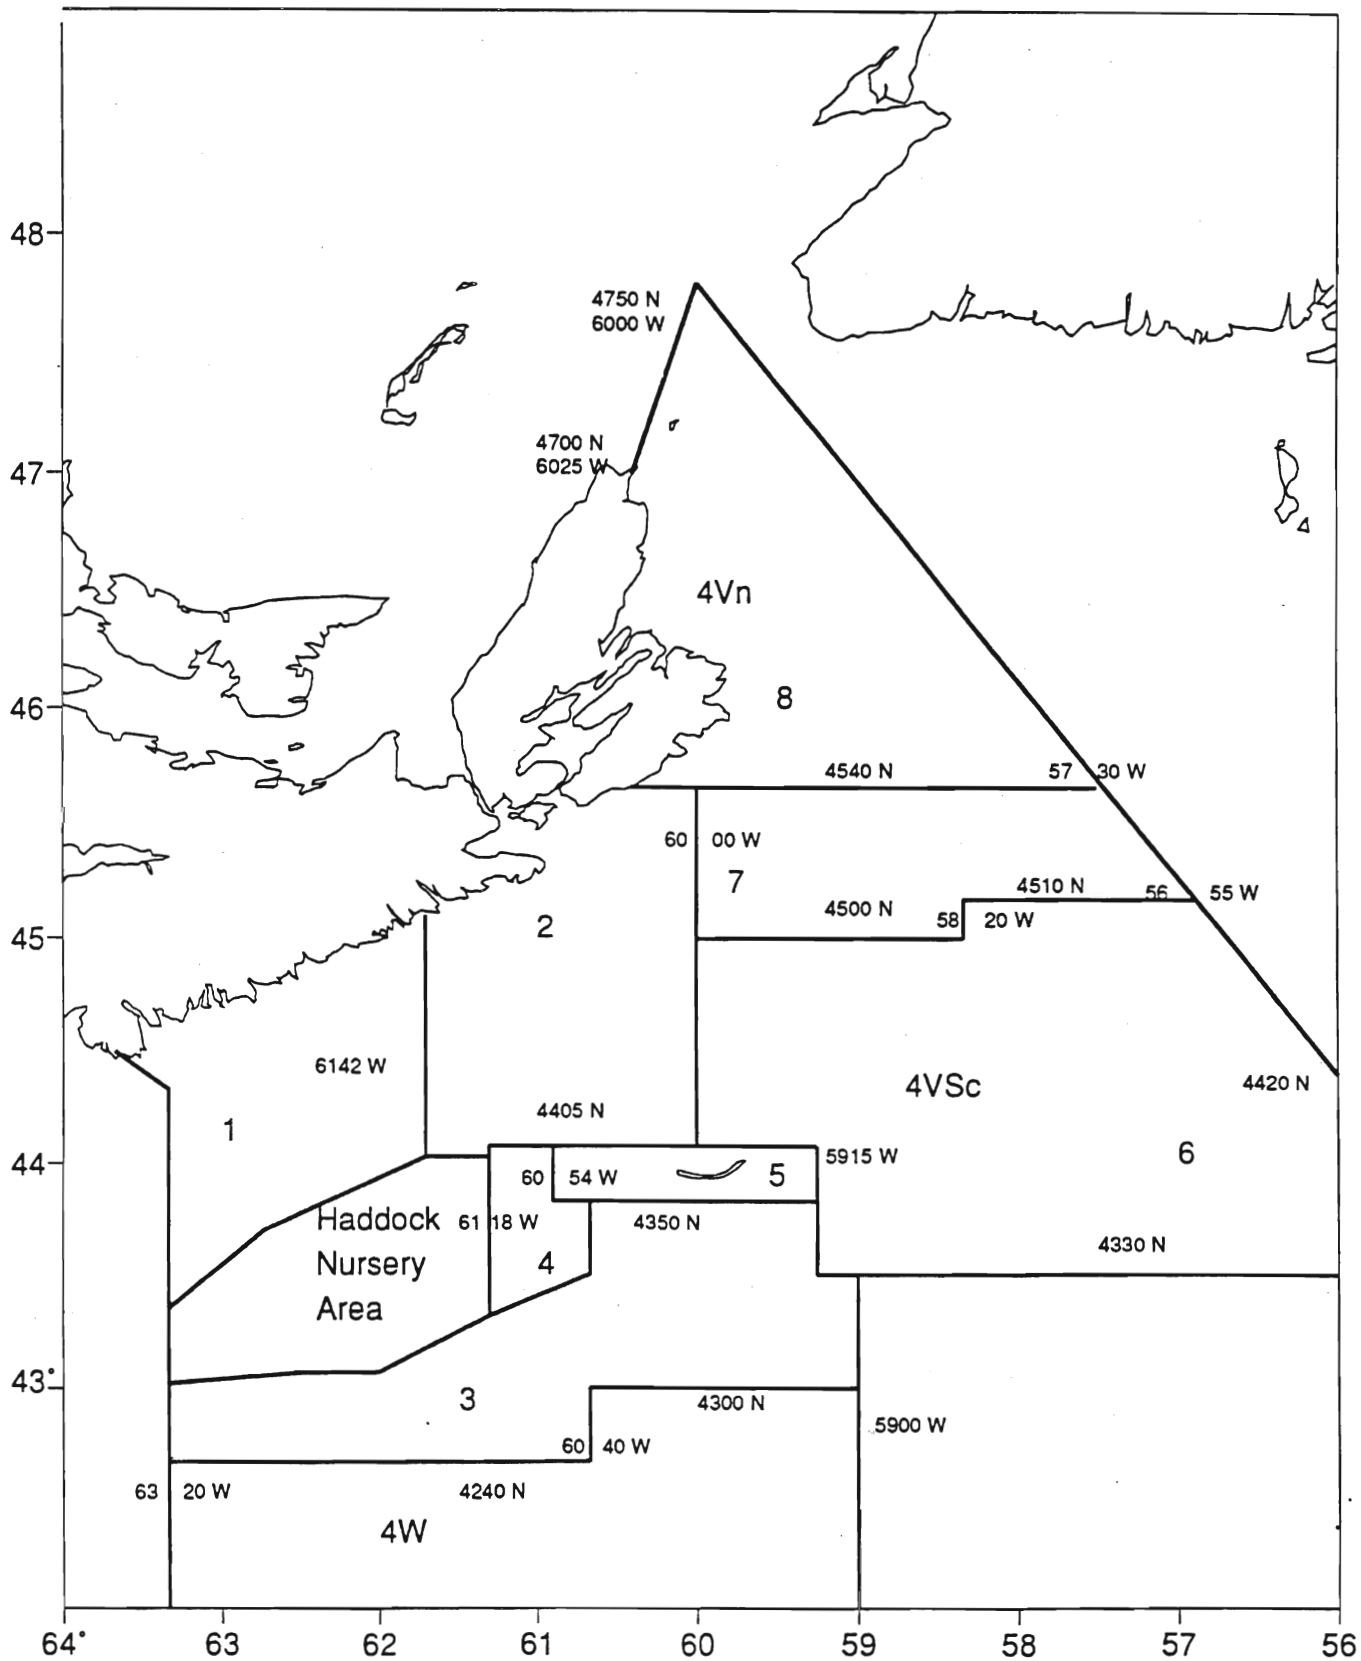 48
4750 N
6000 W
4700 N
47
6025 W
4Vn
46
8
4540 N
57 30 W
60 00 W
7
4510 N
56 55 W
4500 N
58 20 W
2
45
6142 W
4VSc
4420 N
4405 N
1
44
5915 W
6
60 54 W
5
Haddock
Nursery
Area
61 18 W
4350 N
4
4330 N
43°
3
4300 N
5900 W
60 40 W
63 20 W
4240 N
4W
64° 63 62 61 60 59 58 57 56